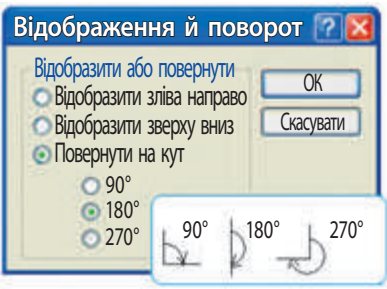 Відображення й поворот
Відобразити або повернути
Відобразити зліва направо
Відобразити зверху вниз
Повернути на кут
90°
180°
270°
ОК
Скасувати
90° 180° 270°